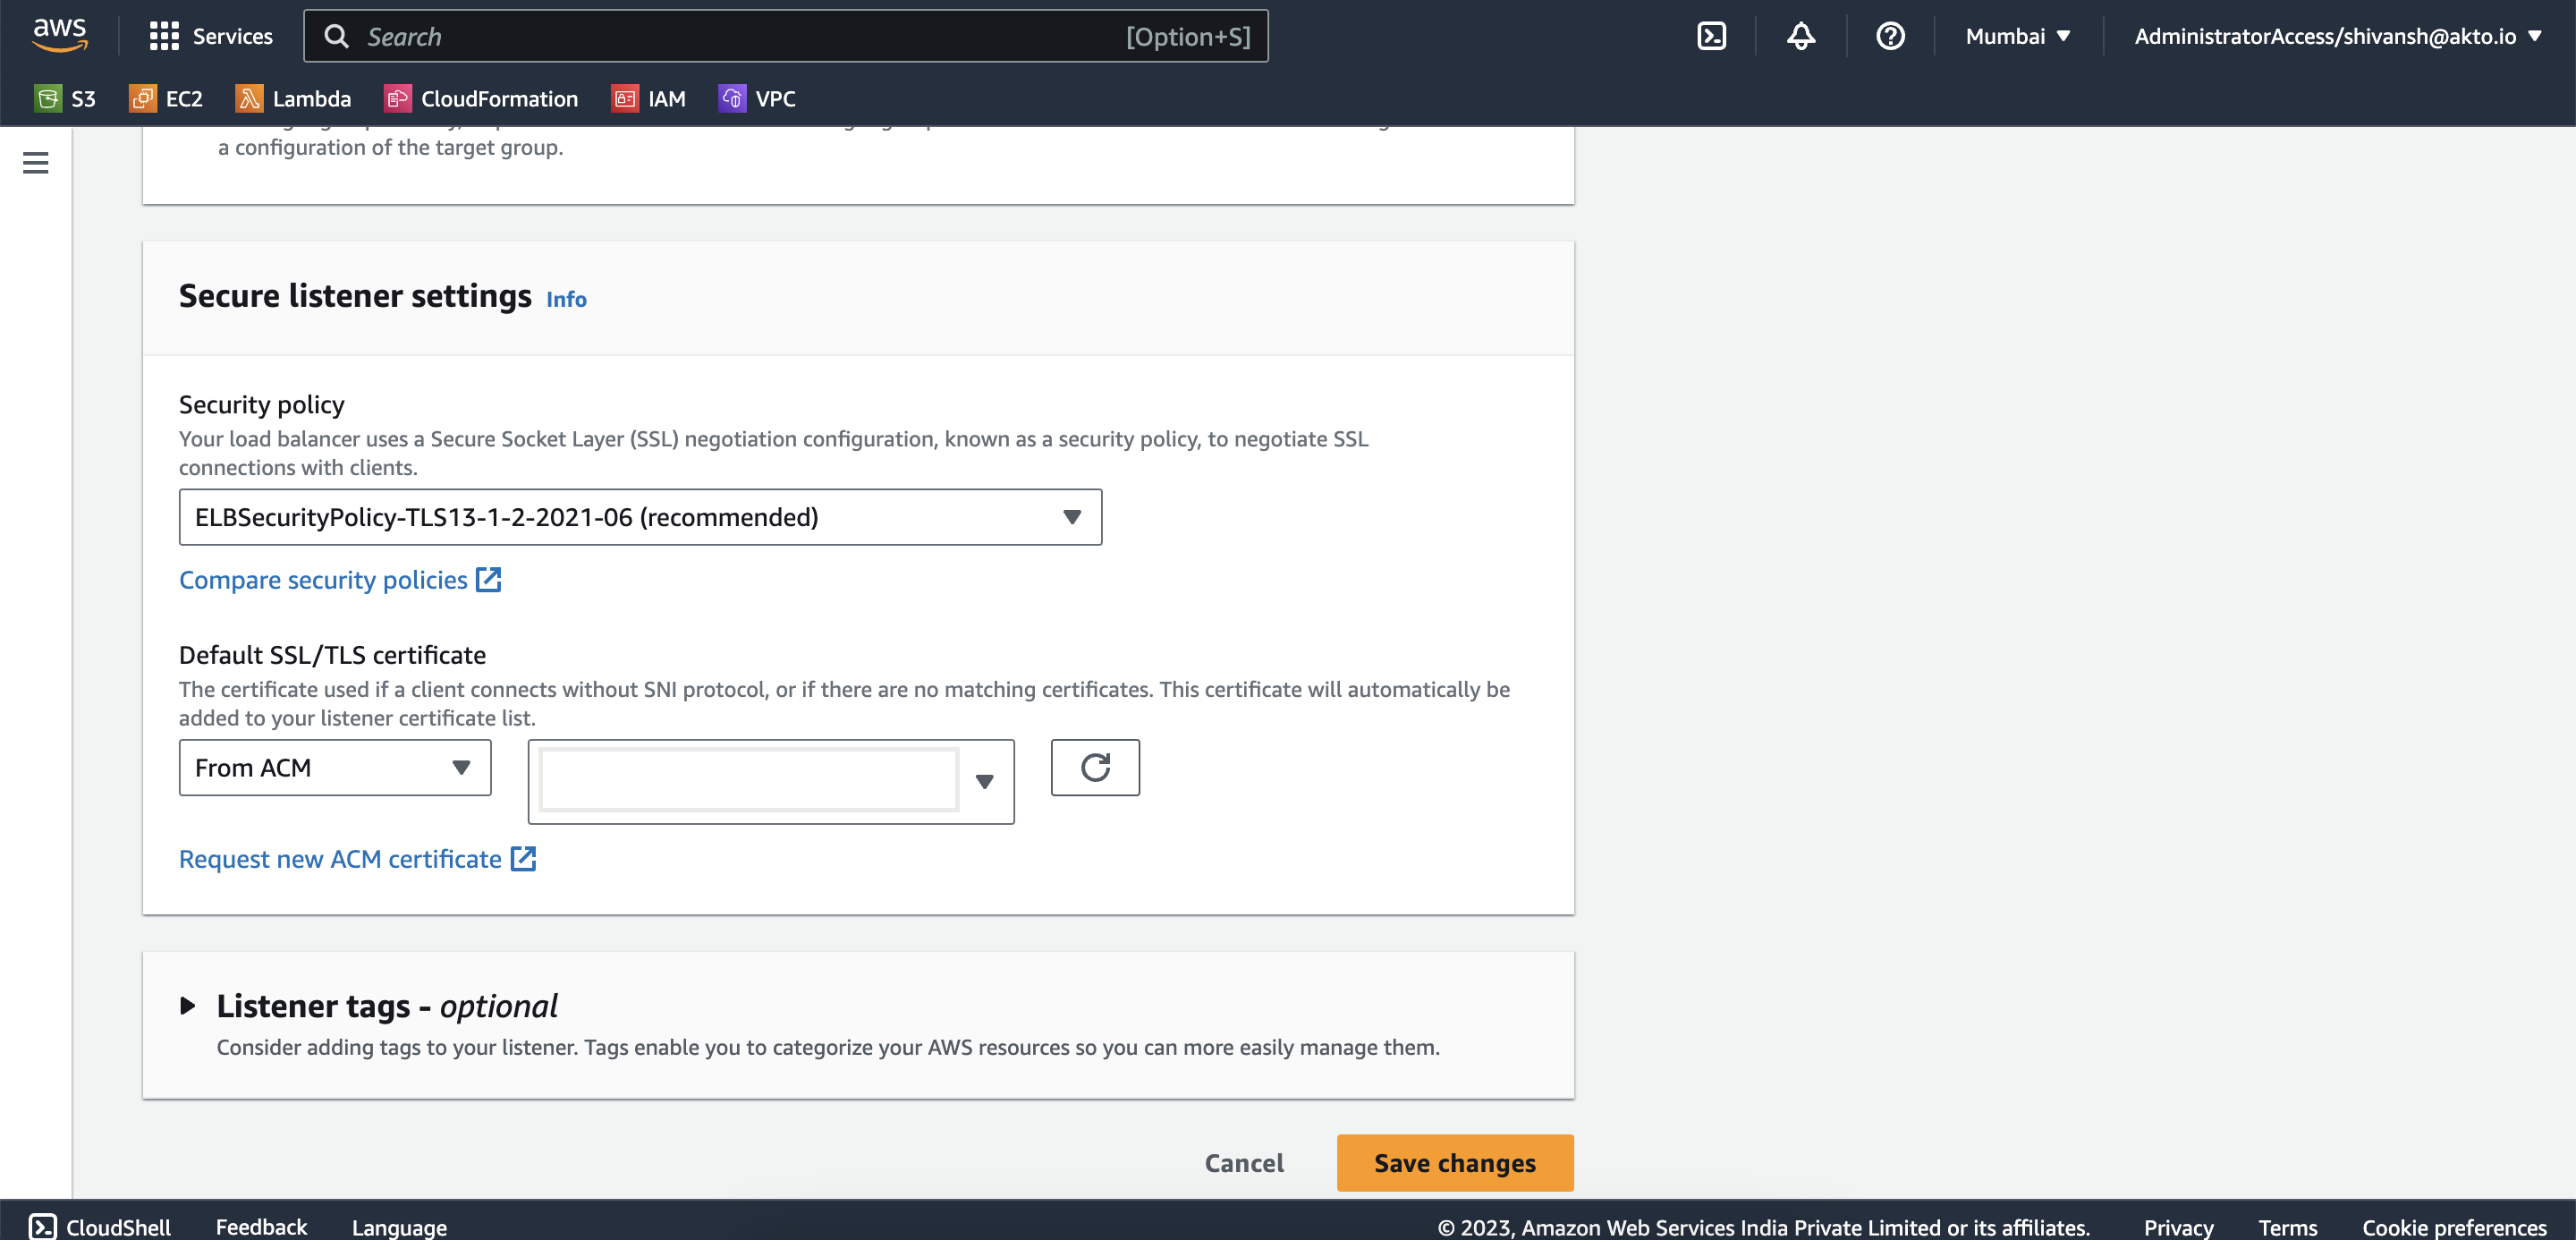 aws
Services
Search
[Option+S]
Mumbai
AdministratorAccess/shivansh@akto.io
S3
EC2
Lambda
CloudFormation
IAM
VPC
a configuration of the target group.
Secure listener settings Info
Security policy
Your load balancer uses a Secure Socket Layer (SSL) negotiation configuration, known as a security policy, to negotiate SSL
connections with clients.
ELBSecurityPolicy-TLS13-1-2-2021-06 (recommended)
Compare security policies
Default SSL/TLS certificate
The certificate used if a client connects without SNI protocol, or if there are no matching certificates. This certificate will automatically be
added to your listener certificate list.
From ACM
Request new ACM certificate
Listener tags - optional
Consider adding tags to your listener. Tags enable you to categorize your AWS resources so you can more easily manage them.
Cancel
Save changes
CloudShell
Feedback
Language
© 2023, Amazon Web Services India Private Limited or its affiliates.
Privacy
Terms
Cookie preferences